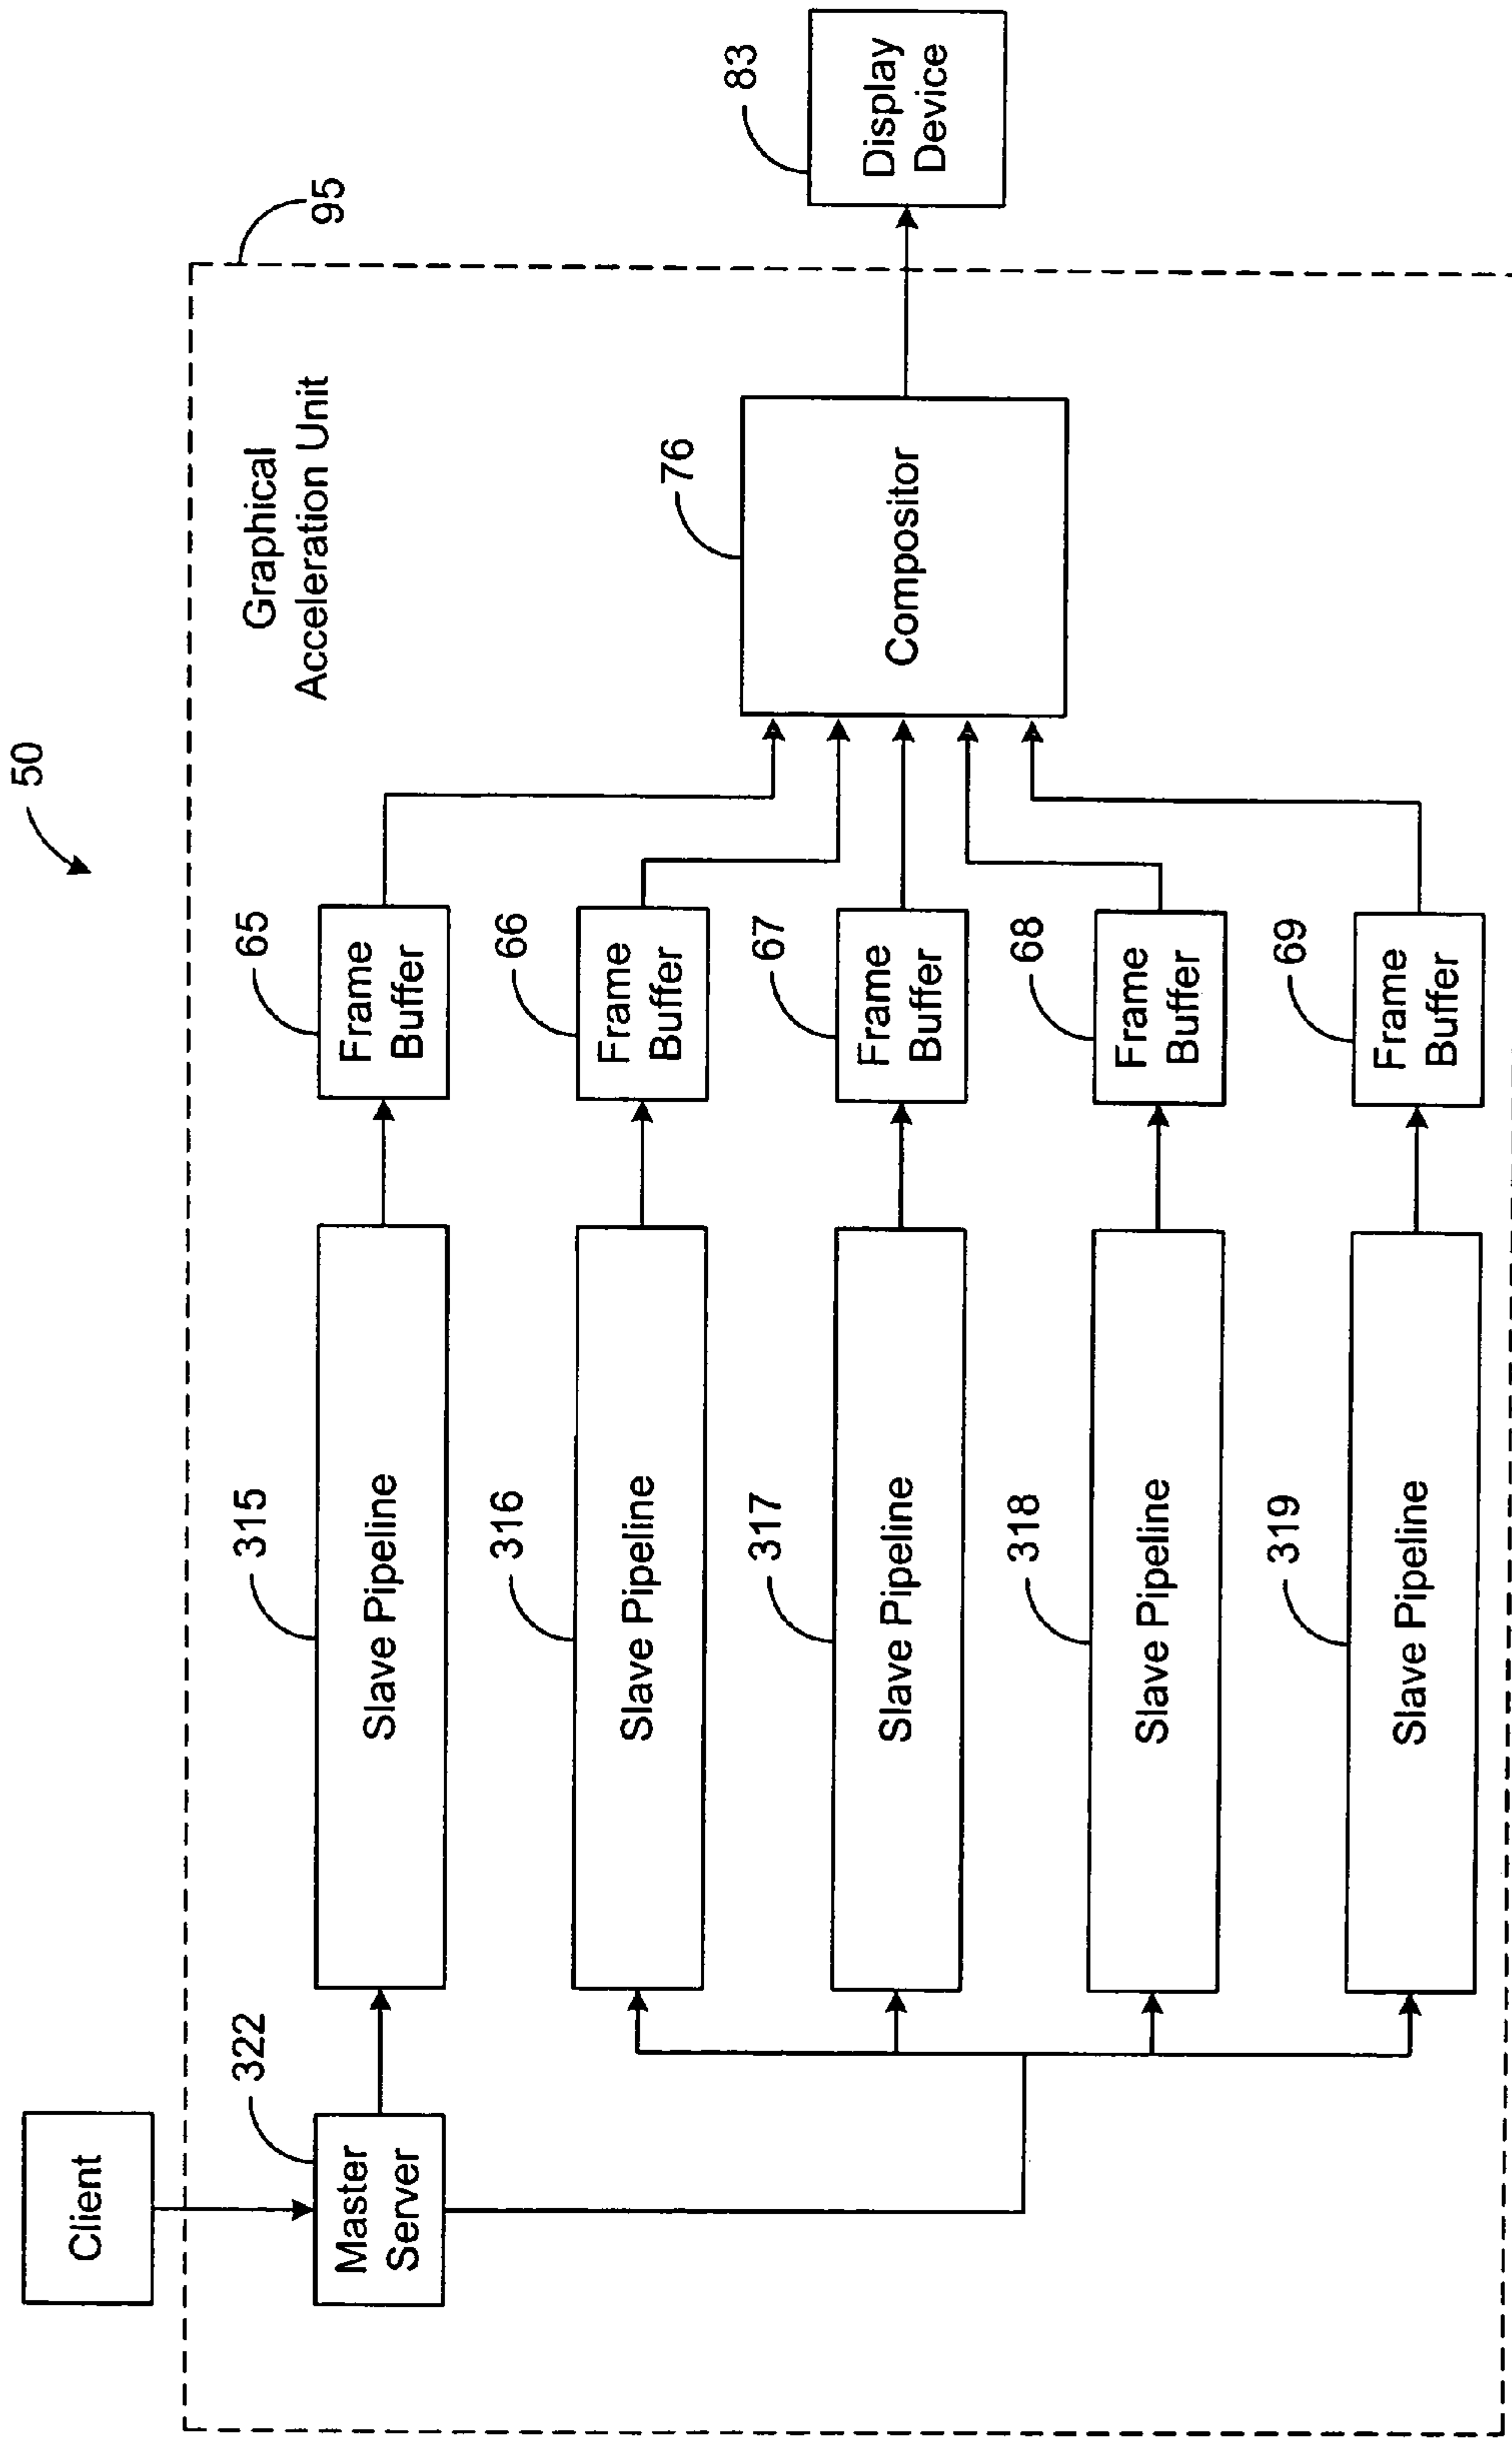 50
95
Graphical
Acceleration Unit
Client
322
Master
Server
315
Slave Pipeline
65
Frame
Buffer
316
Slave Pipeline
66
Frame
Buffer
317
Slave Pipeline
67
Frame
Buffer
318
Slave Pipeline
68
Frame
Buffer
319
Slave Pipeline
69
Frame
Buffer
76
Compositor
83
Display
Device